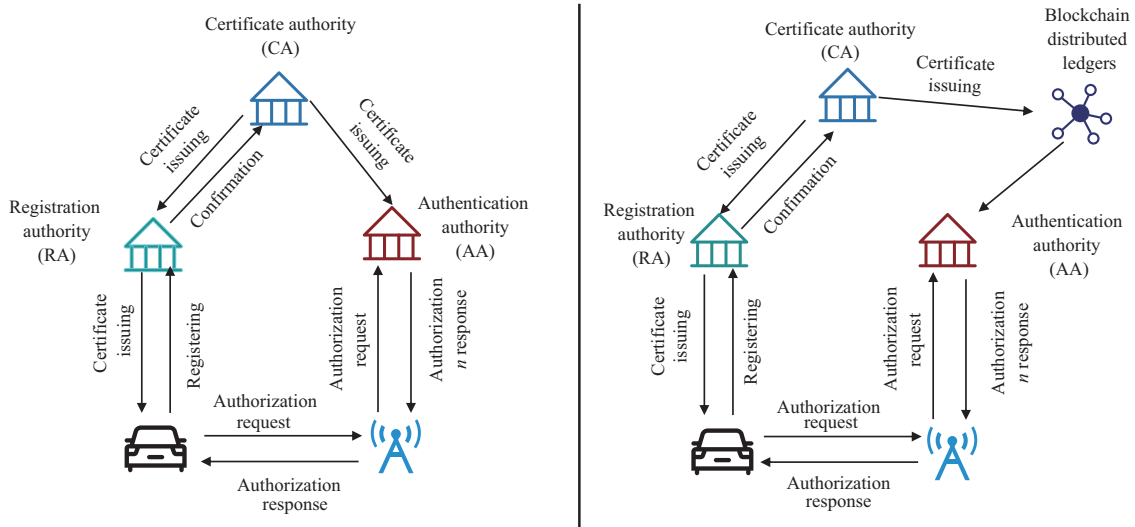 Certificate authority
(CA)
Certificate
issuing
Confirmation
Certificate
issuing
Registration
authority
(RA)
Authentication
authority
(AA)
Certificate
issuing
Registering
Authorization
request
Authorization
n response
Authorization
request
Authorization
response
Certificate authority
(CA)
Blockchain
distributed
ledgers
Certificate
issuing
Certificate
issuing
Confirmation
Registration
authority
(RA)
Authentication
authority
(AA)
Certificate
issuing
Registering
Authorization
request
Authorization
n response
Authorization
request
Authorization
response